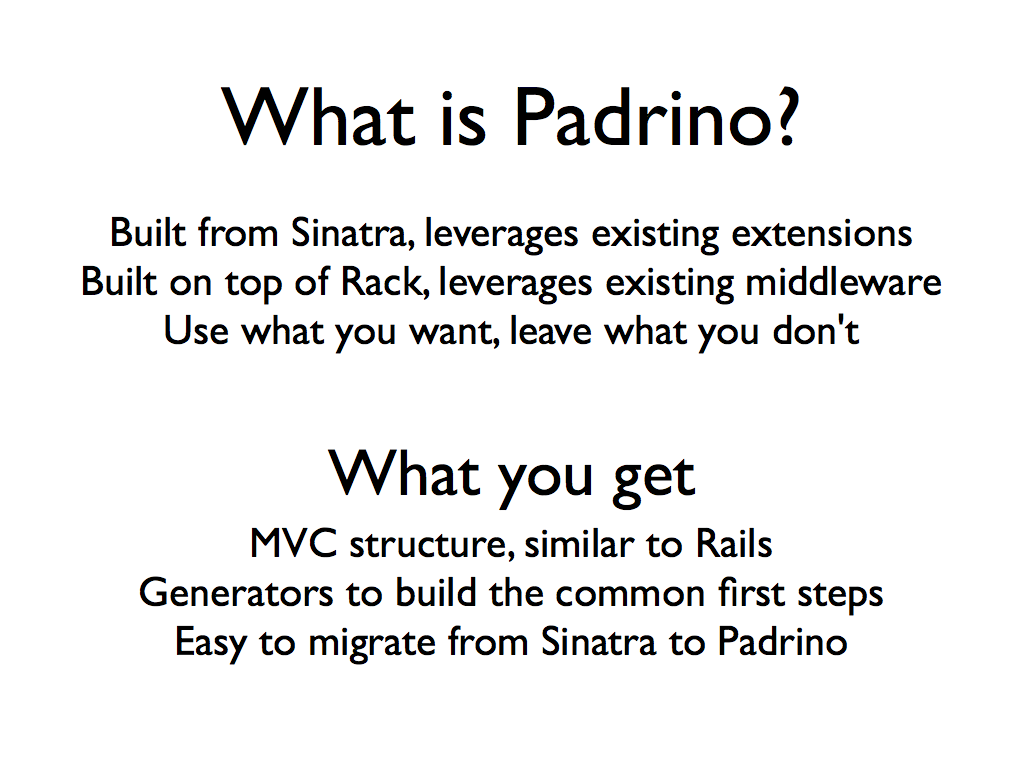 What is Padrino?
Built from Sinatra, leverages existing extensions
Built on top of Rack, leverages existing middleware
Use what you want, leave what you don't
What you get
MVC structure, similar to Rails
Generators to build the common first steps
Easy to migrate from Sinatra to Padrino